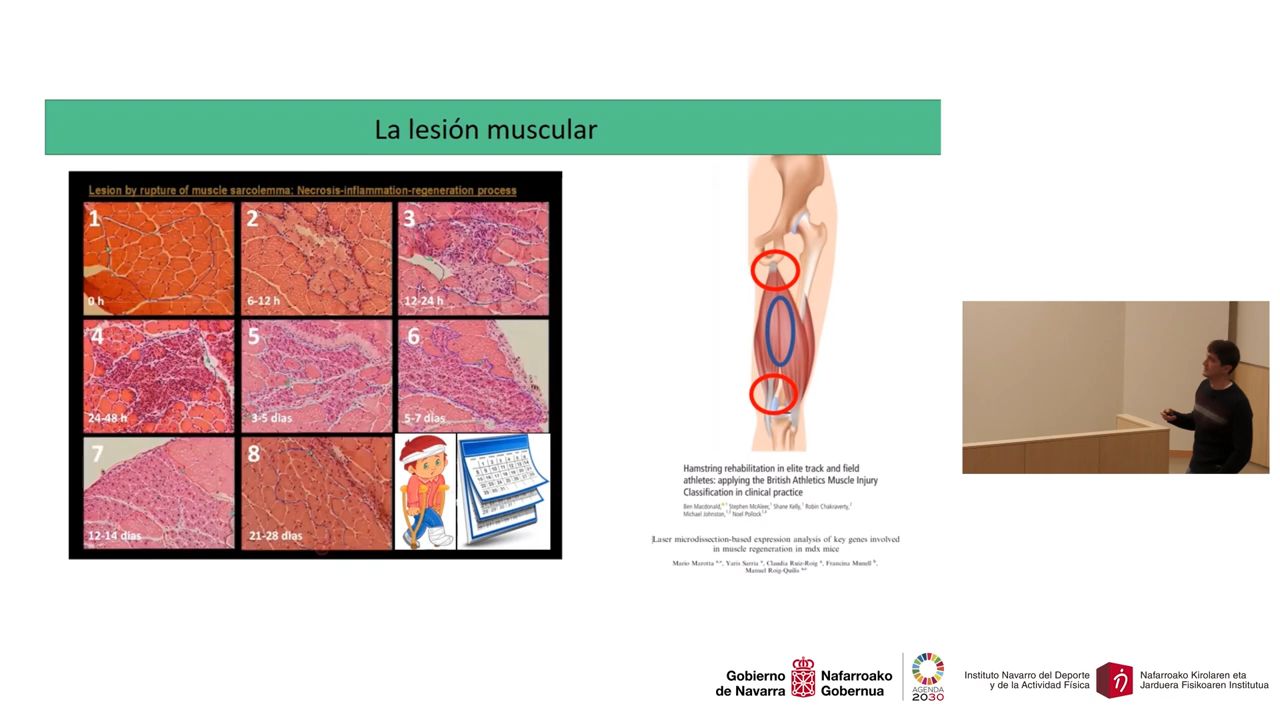 La lesión muscular
Lesion by rupture of muscle sarcolemma: Necrosis-inflammation-regeneration process
1
0 h
2
6-12 h
3
12-24 h
4
24-48 h
5
3-5 dias
6
5-7 dias
7
12-14 dias
8
21-28 dias
Hamstring rehabilitation in elite track and field
athletes: applying the British Athletics Muscle Injury
Classification in clinical practice
Ben Macdonald, Stephen McAleer, Shane Kelly, Robin Chakraverty,
Michael Johnston, Noel Pollock
Laser microdissection-based expression analysis of key genes involved
in muscle regeneration in mdx mice
Mario Marotta, Yaris Sarria, Claudia Ruiz-Roig, Francina Munell,
Manuel Roig-Quilis
Gobierno
de Navarra
Nafarroako
Gobernua
AGENDA
2030
Instituto Navarro del Deporte
y de la Actividad Física
Nafarroako Kirolaren eta
Jarduera Fisikoaren Institutua